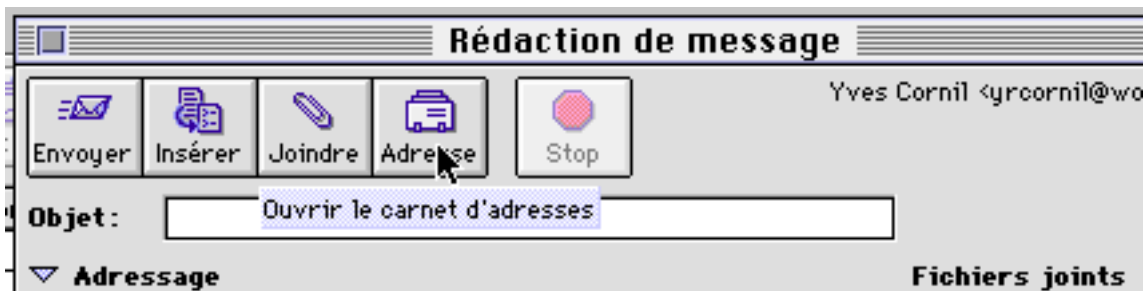 Rédaction de message
Yves Cornil <yrcornil@wo
Envoyer Insérer Joindre Adresse Stop
Objet: Ouvrir le carnet d'adresses
Adressage Fichiers joints